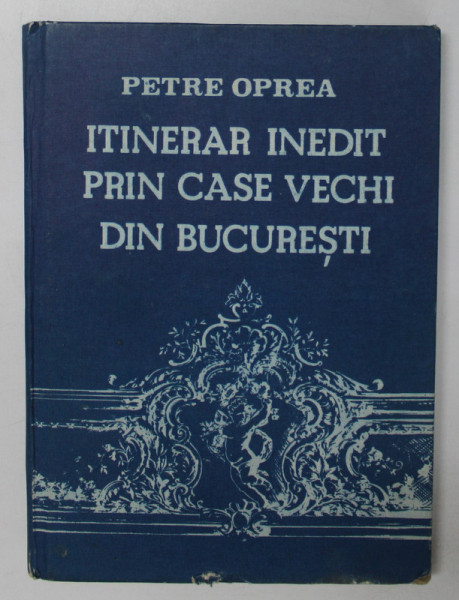 PETRE OPREA
ITINERAR INEDIT
PRIN CASE VECHI
DIN BUCUREȘTI